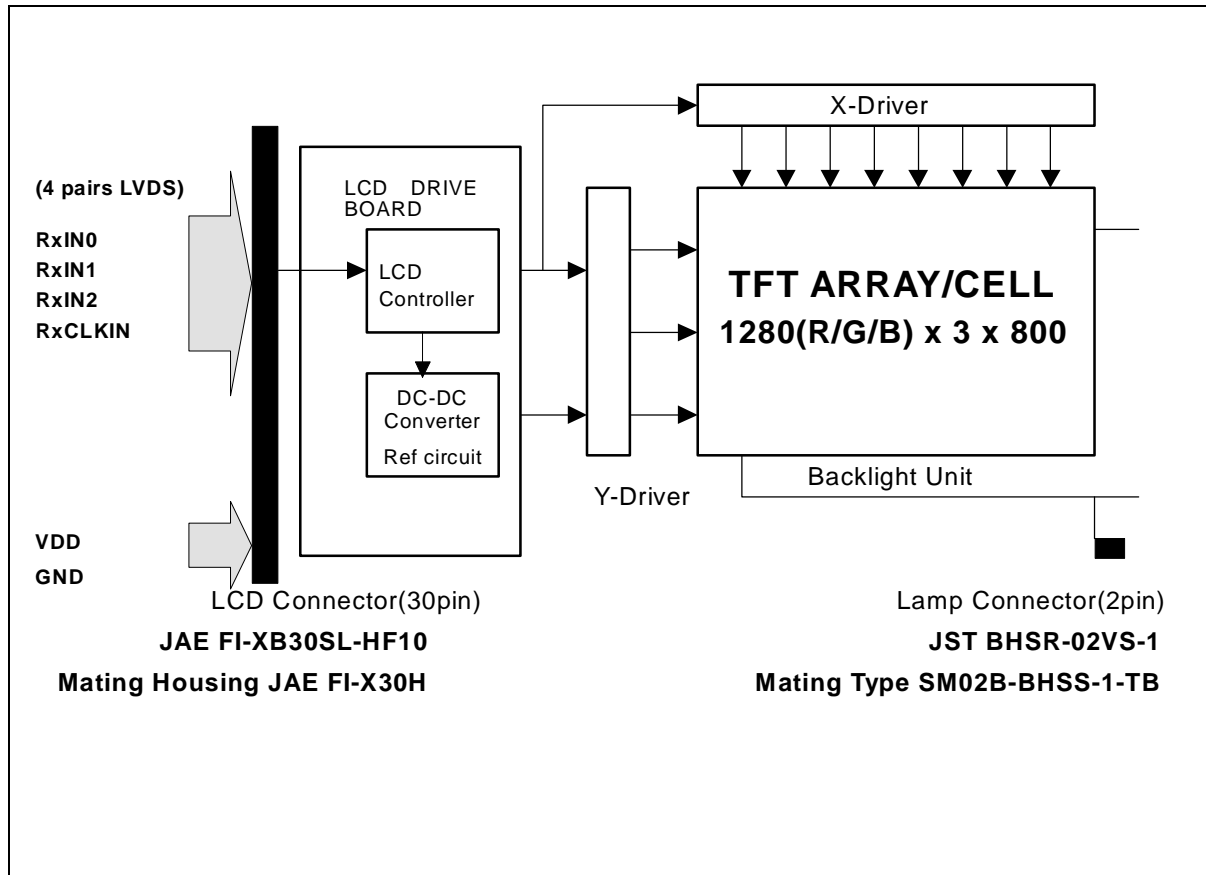 X-Driver
(4 pairs LVDS)
RxIN0
RxIN1
RxIN2
RxCLKIN
LCD DRIVE
BOARD
LCD
Controller
DC-DC
Converter
Ref circuit
TFT ARRAY/CELL
1280(R/G/B) x 3 x 800
Y-Driver
Backlight Unit
VDD
GND
LCD Connector(30pin)
JAE FI-XB30SL-HF10
Mating Housing JAE FI-X30H
Lamp Connector(2pin)
JST BHSR-02VS-1
Mating Type SM02B-BHSS-1-TB